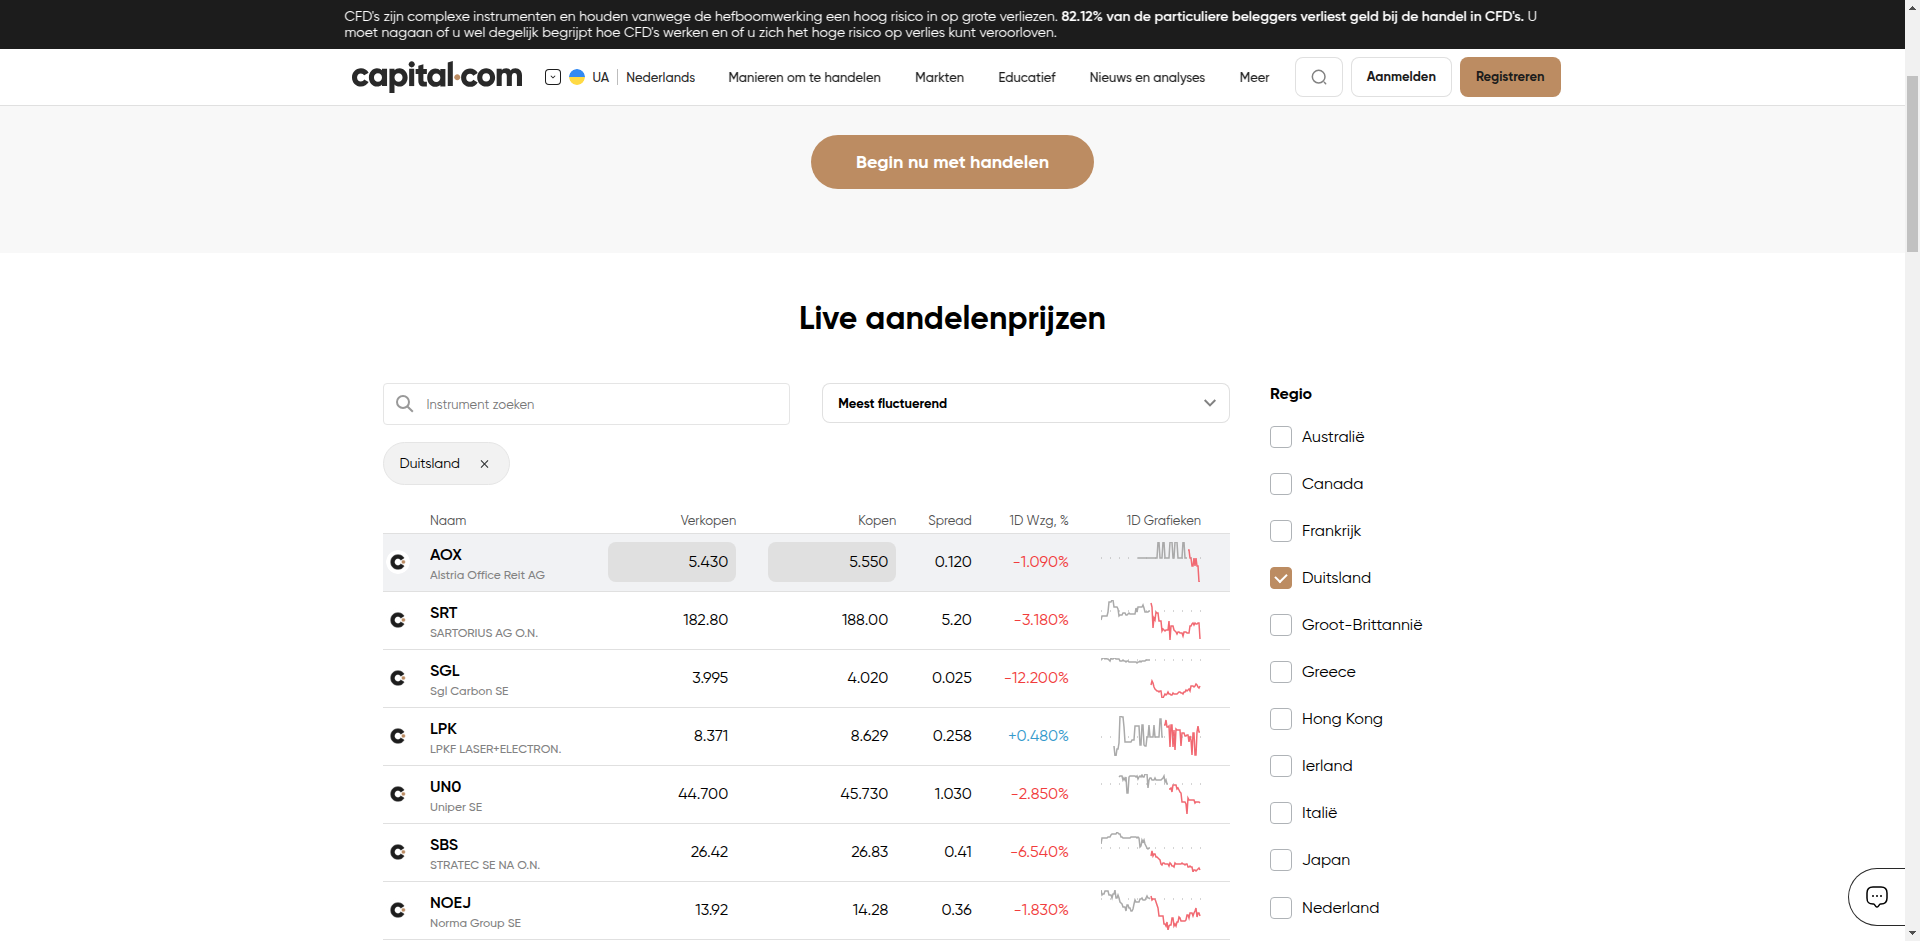 CFD's zijn complexe instrumenten en houden vanwege de hefboomwerking een hoog risico in op grote verliezen. 82.12% van de particuliere beleggers verliest geld bij de handel in CFD's. U
moet nagaan of u wel degelijk begrijpt hoe CFD's werken en of u zich het hoge risico op verlies kunt veroorloven.
capital.com UA Nederlands Manieren om te handelen Markten Educatief Nieuws en analyses Meer Aanmelden Registreren
Begin nu met handelen
Live aandelenprijzen
Instrument zoeken
Meest fluctuerend
Duitsland
Naam Verkopen Kopen Spread 1D Wzg, % 1D Grafieken
AOX 5.430 5.550 0.120 -1.090%
Alstria Office Reit AG
SRT 182.80 188.00 5.20 -3.180%
SARTORIUS AG O.N.
SGL 3.995 4.020 0.025 -12.200%
Sgl Carbon SE
LPK 8.371 8.629 0.258 +0.480%
LPKF LASER+ELECTRON.
UN0 44.700 45.730 1.030 -2.850%
Uniper SE
SBS 26.42 26.83 0.41 -6.540%
STRATEC SE NA O.N.
NOEJ 13.92 14.28 0.36 -1.830%
Norma Group SE
Regio
Australië
Canada
Frankrijk
Duitsland
Groot-Brittannië
Greece
Hong Kong
Ierland
Italië
Japan
Nederland